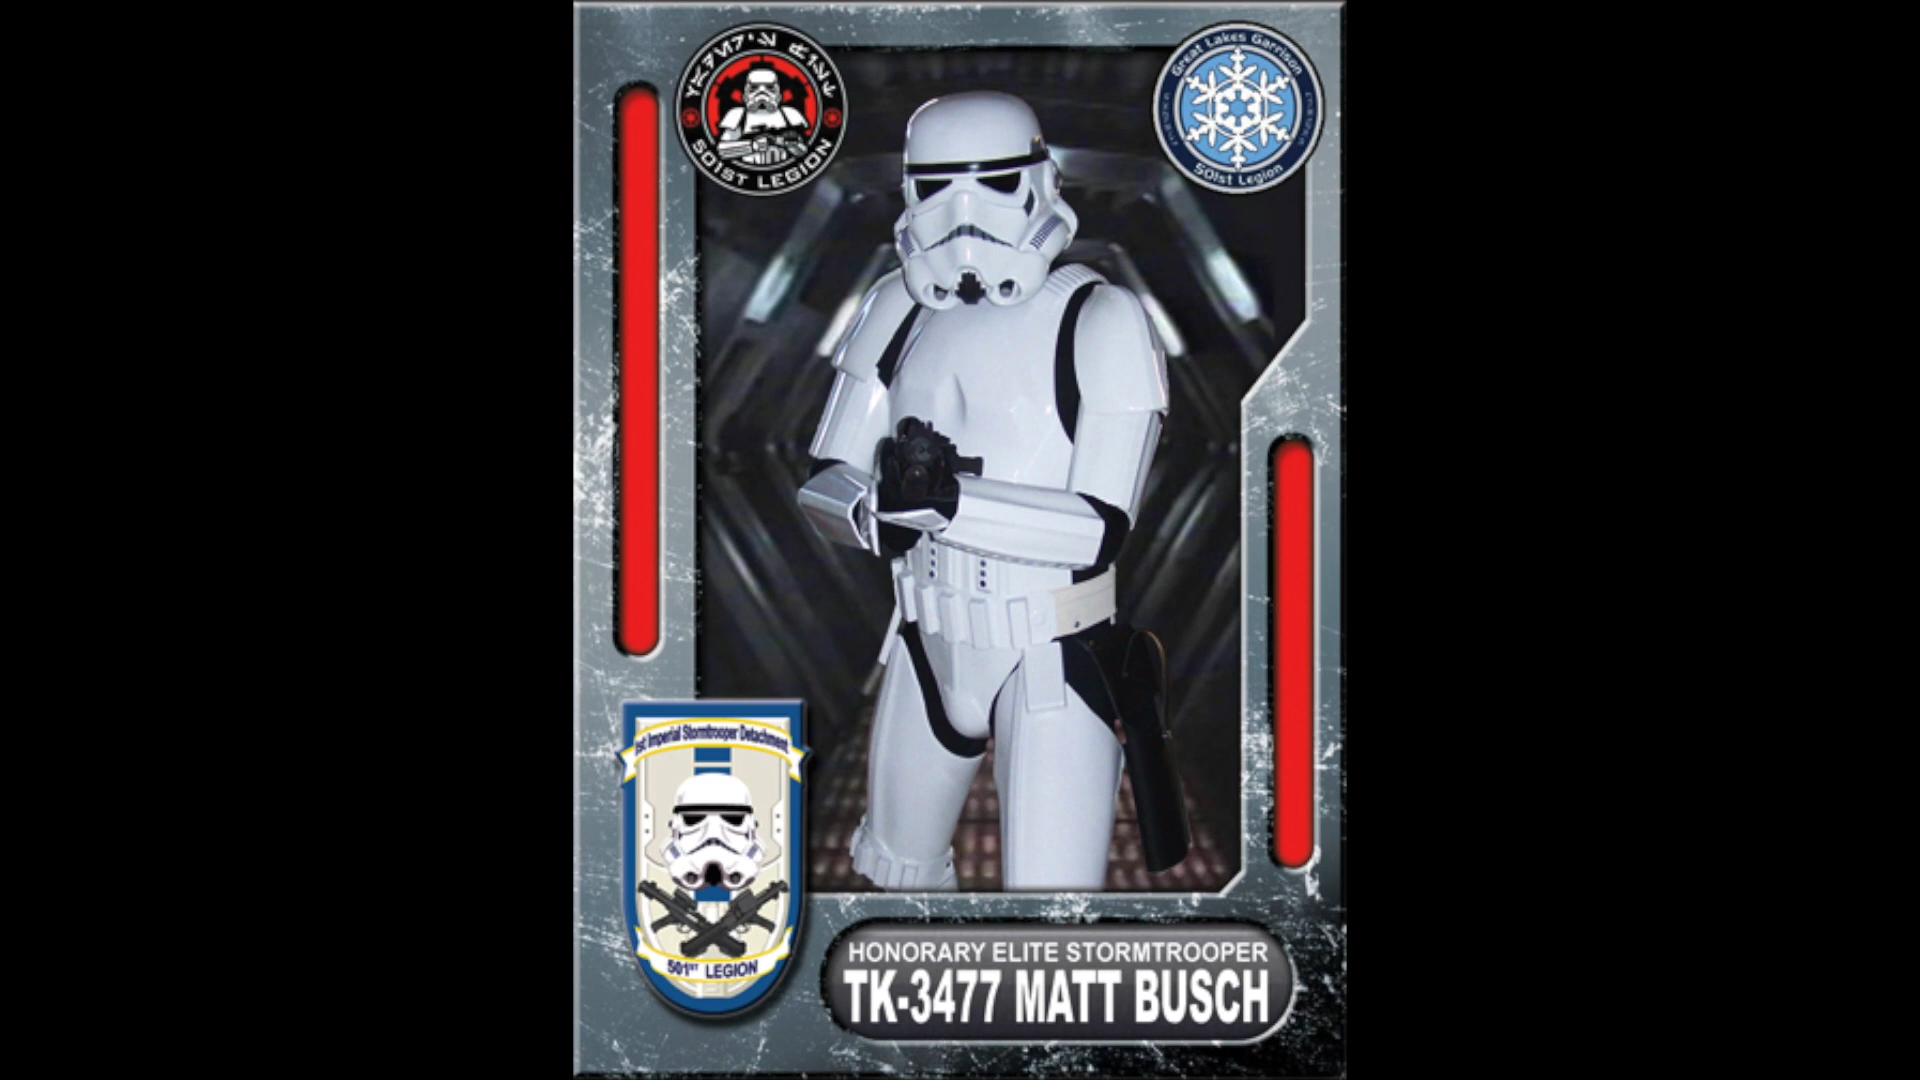 501ST LEGION
Great Lakes Garrison
501st Legion
1st Imperial Stormtrooper Detachment
501ST LEGION
HONORARY ELITE STORMTROOPER
TK-3477 MATT BUSCH